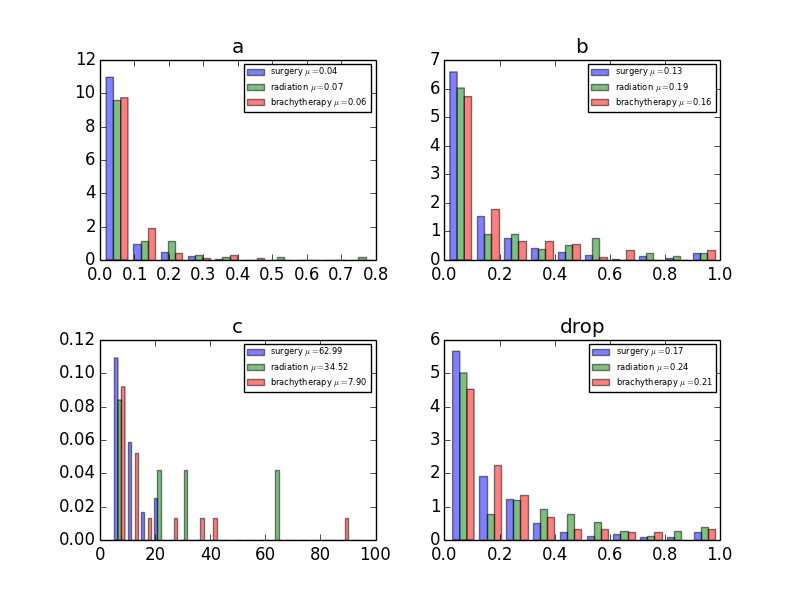 a
12
10
8
6
4
2
0
0.0 0.1 0.2 0.3 0.4 0.5 0.6 0.7 0.8
surgery μ=0.04
radiation μ=0.07
brachytherapy μ=0.06
b
7
6
5
4
3
2
1
0
0.0 0.2 0.4 0.6 0.8 1.0
surgery μ=0.13
radiation μ=0.19
brachytherapy μ=0.16
c
0.12
0.10
0.08
0.06
0.04
0.02
0.00
0 20 40 60 80 100
surgery μ=62.99
radiation μ=34.52
brachytherapy μ=7.90
drop
6
5
4
3
2
1
0
0.0 0.2 0.4 0.6 0.8 1.0
surgery μ=0.17
radiation μ=0.24
brachytherapy μ=0.21